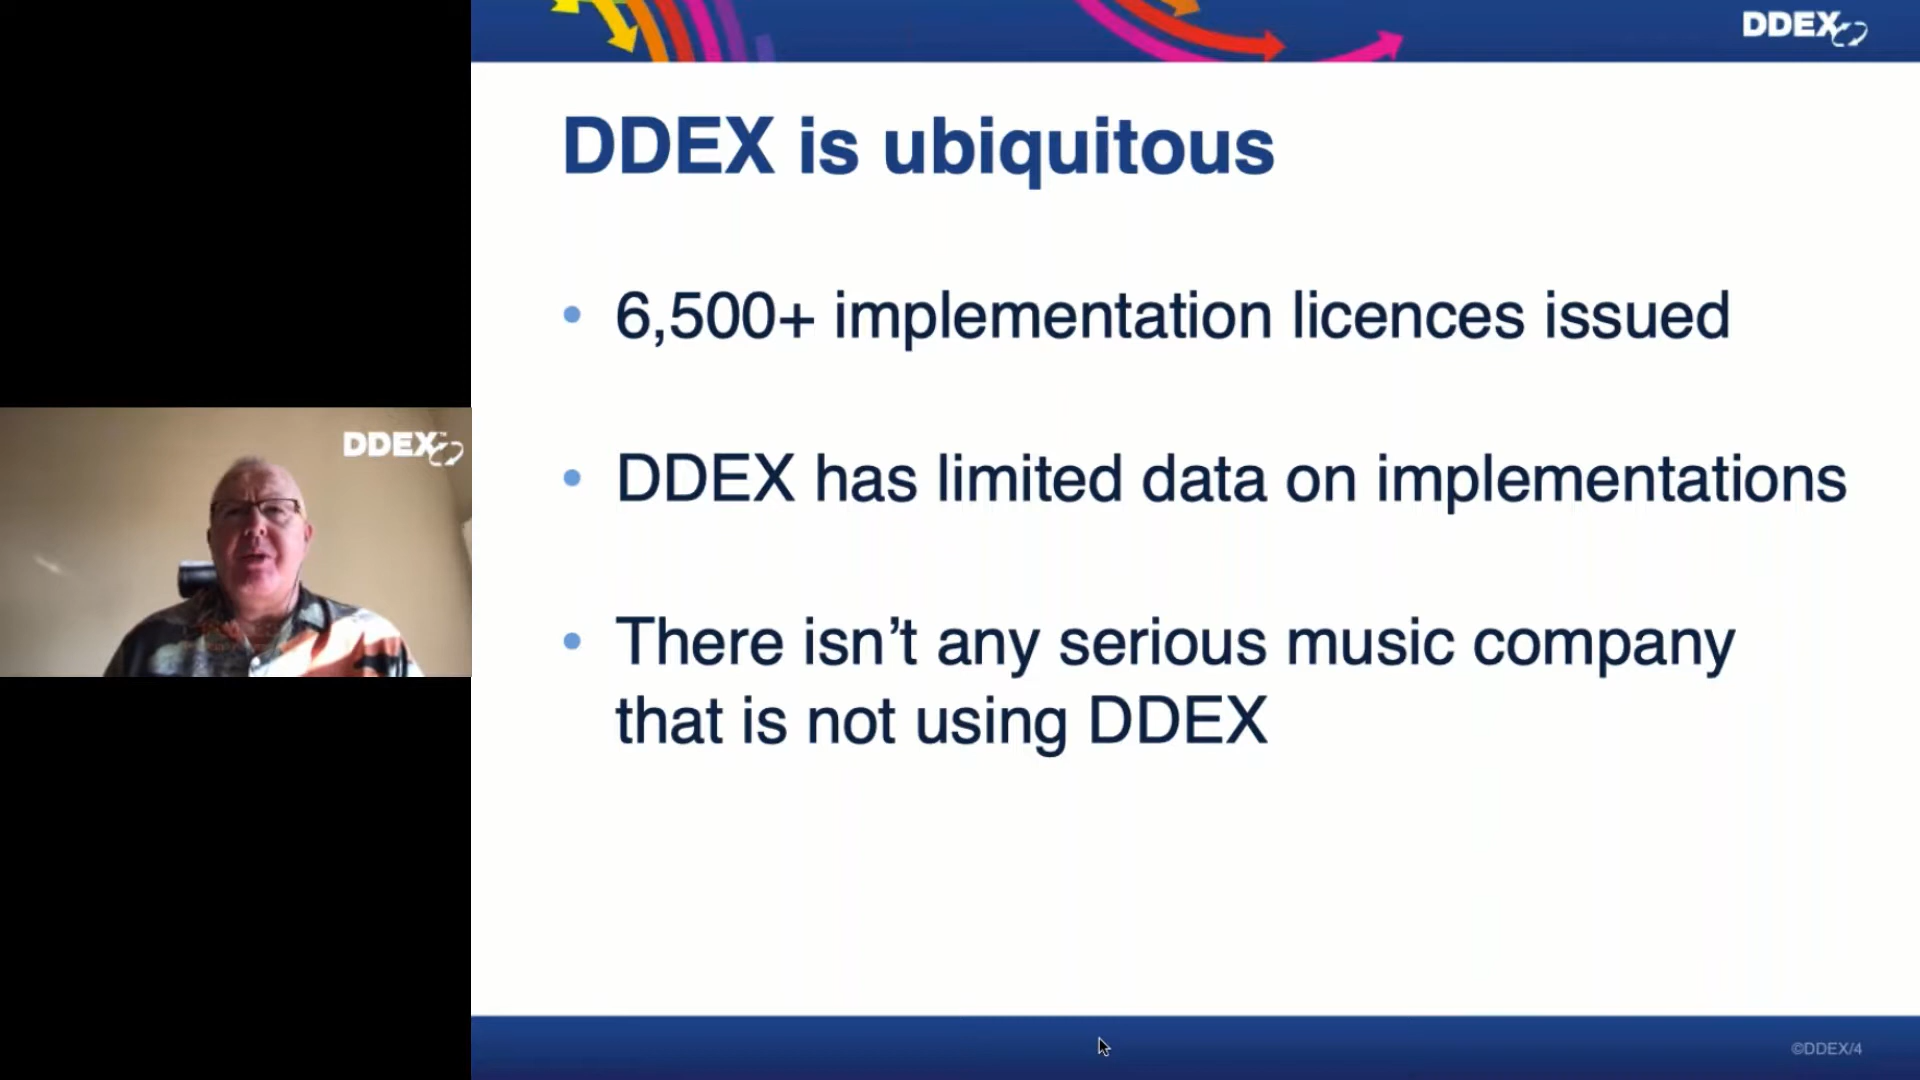 DDEX
DDEX is ubiquitous
• 6,500+ implementation licences issued
DDEX™
• DDEX has limited data on implementations
• There isn’t any serious music company
that is not using DDEX
©DDEX/4